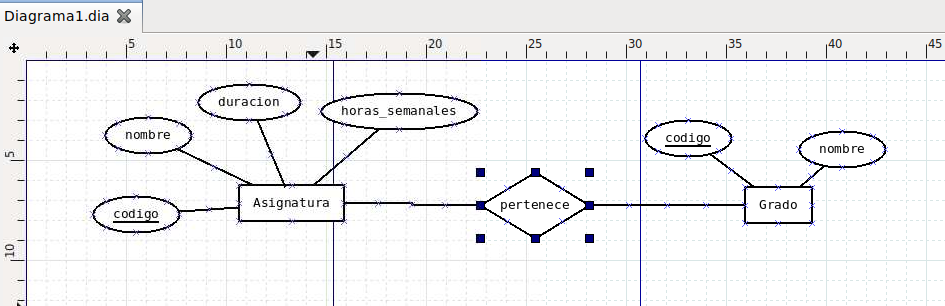 Diagrama1.dia
5 10 15 20 25 30 35 40 45
5
10
duracion
horas_semanales
nombre
codigo
Asignatura
pertenece
codigo
nombre
Grado